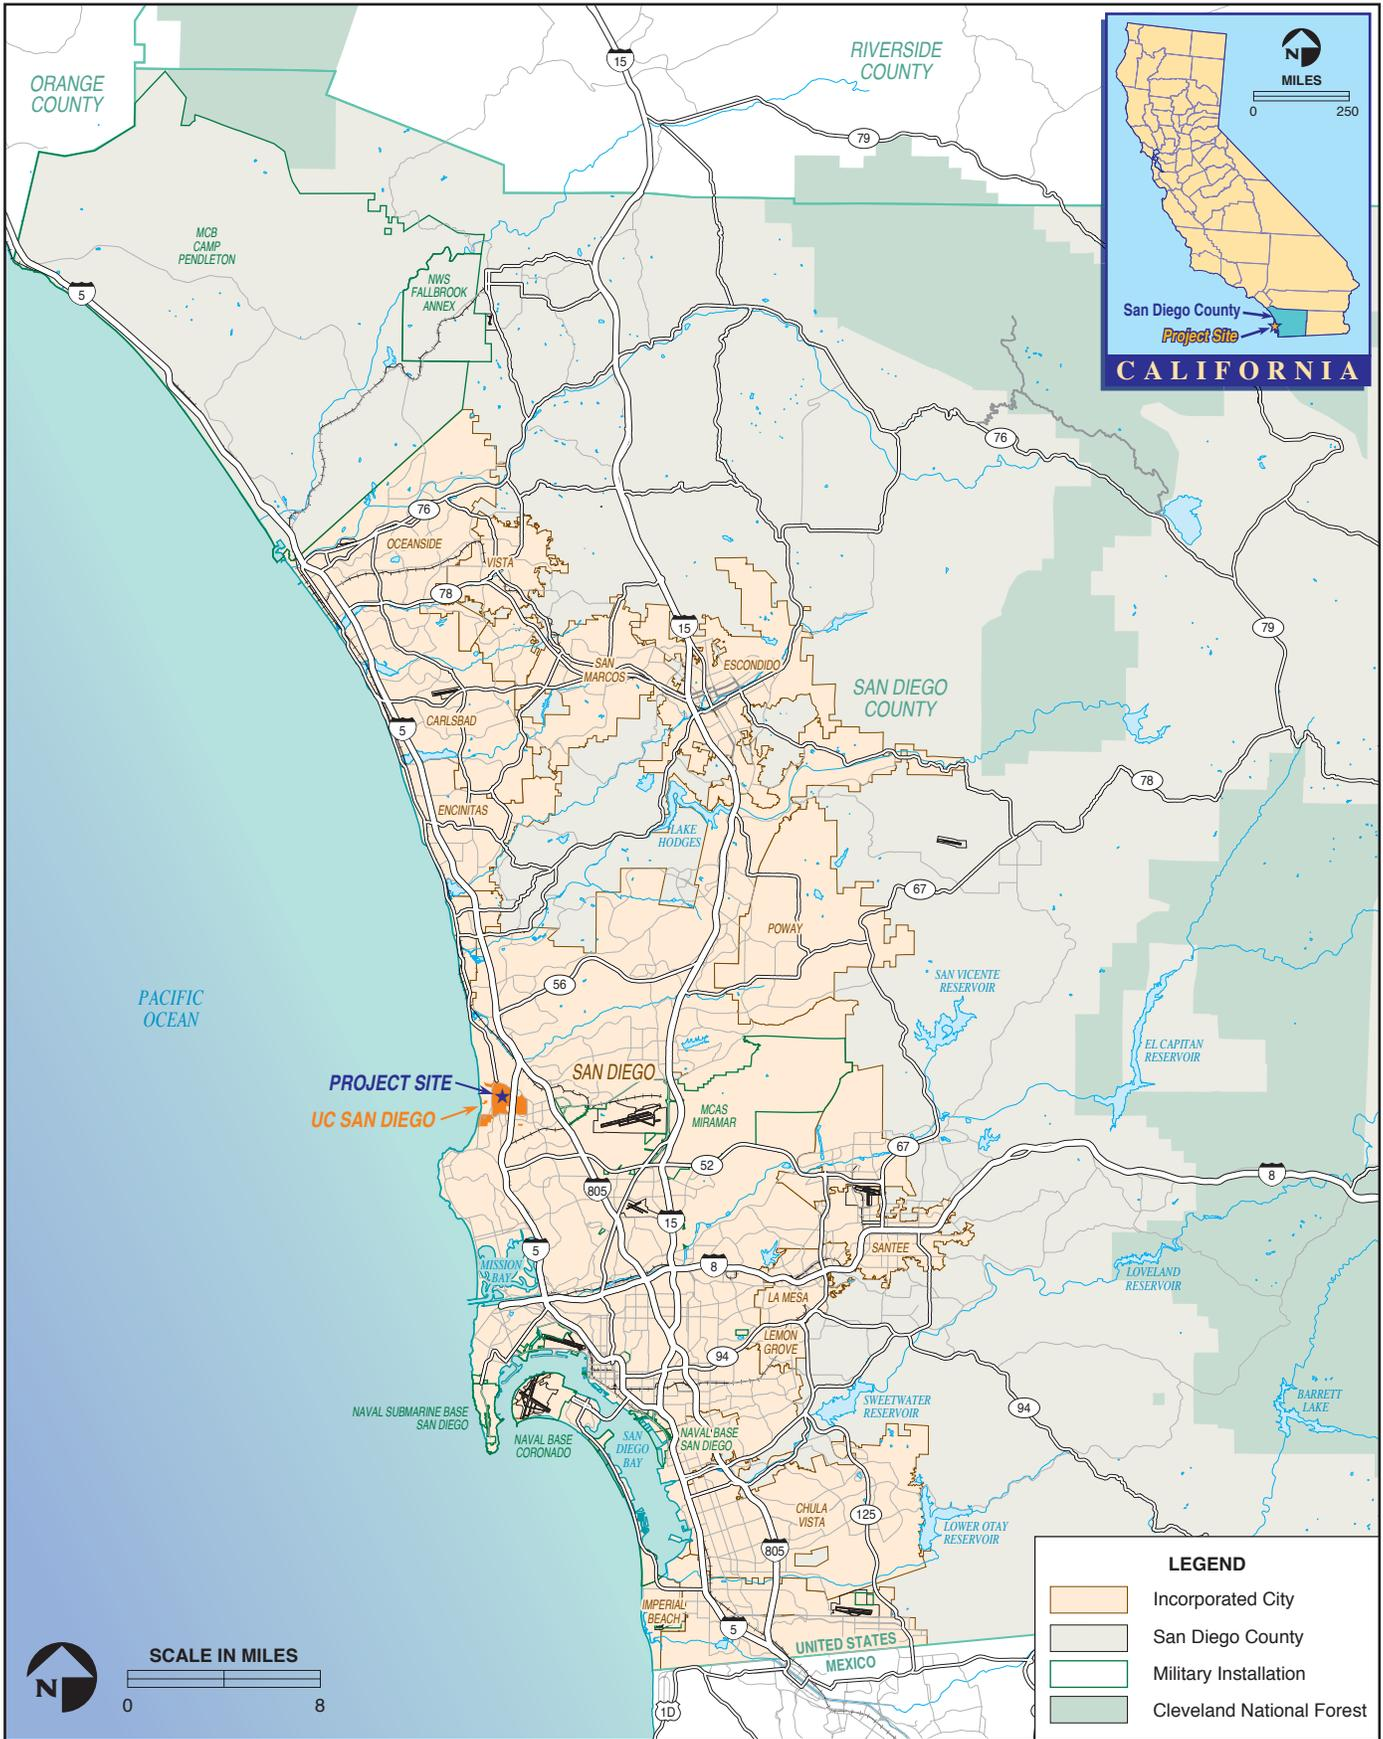 ORANGE
COUNTY
RIVERSIDE
COUNTY
15
79
N
MILES
0 250
San Diego County
Project Site
CALIFORNIA
MCB
CAMP
PENDLETON
NWS
FALLBROOK
ANNEX
5
76
76
OCEANSIDE
VISTA
78
15
79
SAN
MARCOS
ESCONDIDO
SAN DIEGO
COUNTY
CARLSBAD
5
78
ENCINITAS
LAKE
HODGES
67
POWAY
56
SAN VICENTE
RESERVOIR
PACIFIC
OCEAN
EL CAPITAN
RESERVOIR
PROJECT SITE
UC SAN DIEGO
SAN DIEGO
MCAS
MIRAMAR
67
52
8
805
15
5
8
SANTEE
MISSION
BAY
LOVELAND
RESERVOIR
LA MESA
LEMON
GROVE
94
94
SWEETWATER
RESERVOIR
BARRETT
LAKE
NAVAL SUBMARINE BASE
SAN DIEGO
NAVAL BASE
CORONADO
SAN
DIEGO
BAY
NAVAL BASE
SAN DIEGO
CHULA
VISTA
125
LOWER OTAY
RESERVOIR
805
IMPERIAL
BEACH
5
UNITED STATES
MEXICO
1D
N
SCALE IN MILES
0 8
LEGEND
Incorporated City
San Diego County
Military Installation
Cleveland National Forest